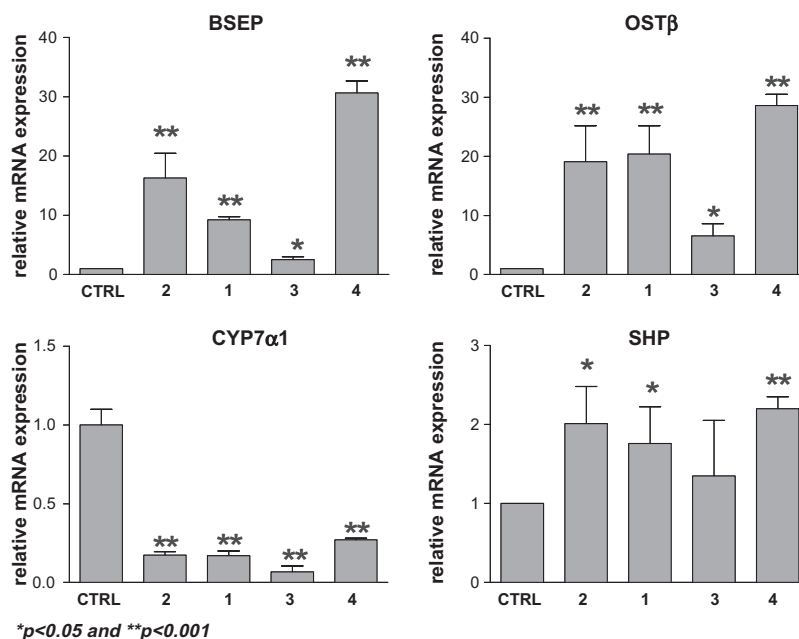 BSEP
relative mRNA expression
40
30
20
10
0
**
**
*
**
CTRL 2 1 3 4
OSTβ
relative mRNA expression
40
30
20
10
0
**
**
*
**
CTRL 2 1 3 4
CYP7α1
relative mRNA expression
1.5
1.0
0.5
0.0
**
**
**
**
CTRL 2 1 3 4
SHP
relative mRNA expression
3
2
1
0
*
*
**
CTRL 2 1 3 4
*p<0.05 and **p<0.001